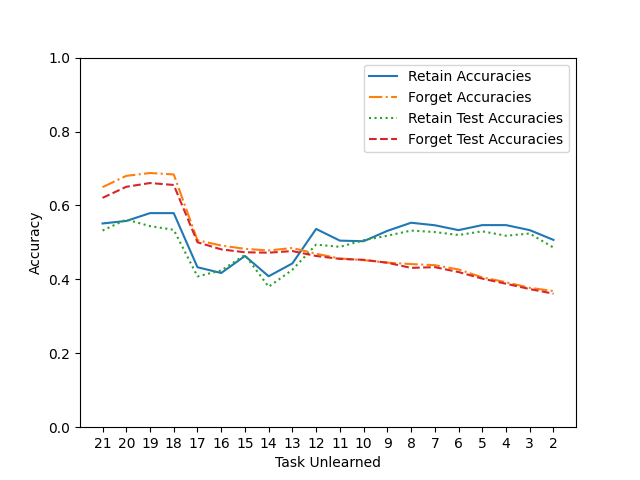 1.0
0.8
0.6
0.4
0.2
0.0
Accuracy
Retain Accuracies
Forget Accuracies
Retain Test Accuracies
Forget Test Accuracies
21 20 19 18 17 16 15 14 13 12 11 10 9 8 7 6 5 4 3 2
Task Unlearned